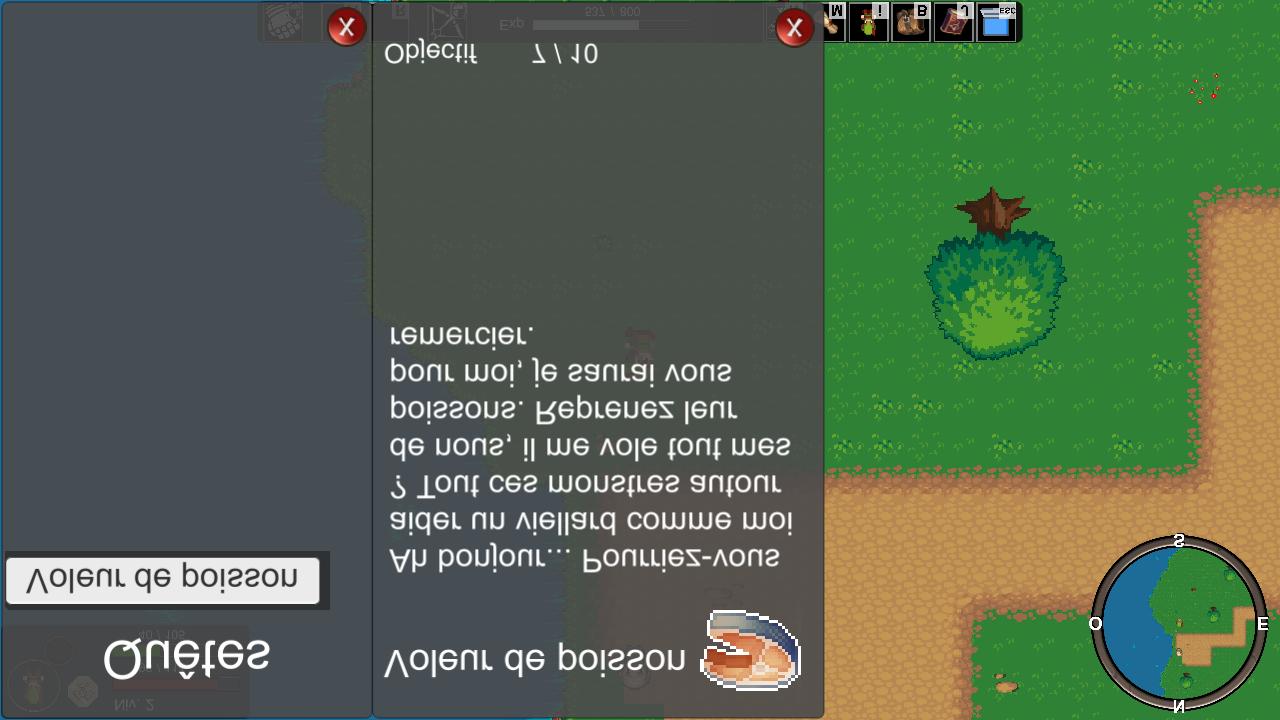 Niv. 2
Quêtes
Voleur de poisson
Voleur de poisson
Ah bonjour... Pourriez-vous
aider un viellard comme moi
? Tout ces monstres autour
de nous, il me vole tout mes
poissons. Reprenez leur
pour moi, je saurai vous
remercier.
Objectif 7 / 10
X
X
Exp 537 / 800
M I B J ESC
N
O E
S